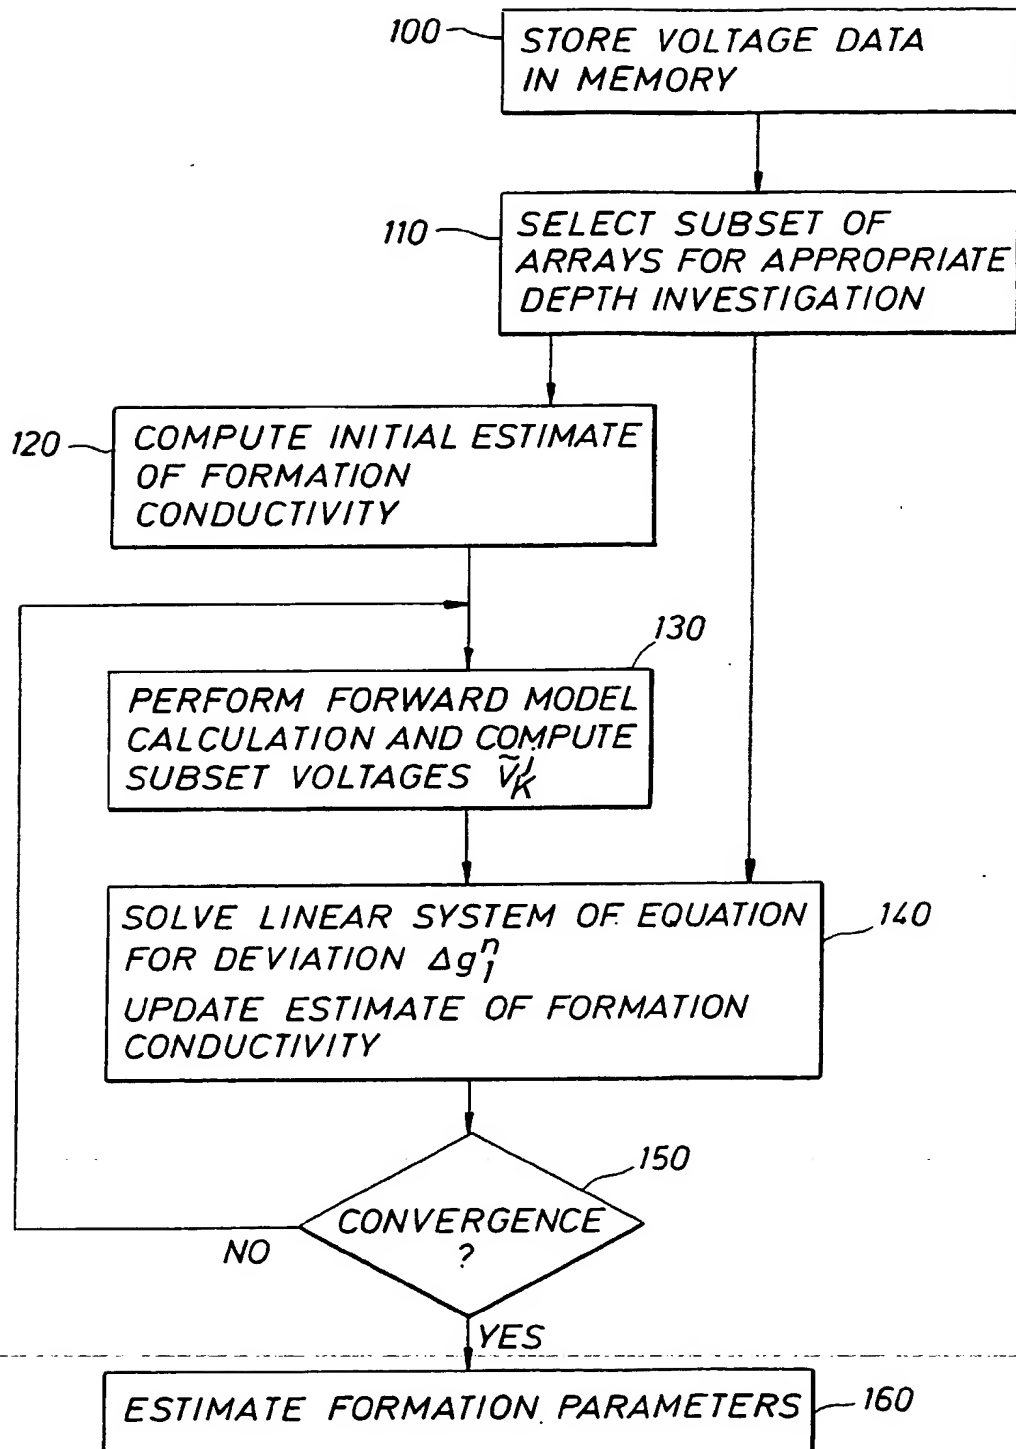 100
STORE VOLTAGE DATA
IN MEMORY
110
SELECT SUBSET OF
ARRAYS FOR APPROPRIATE
DEPTH INVESTIGATION
120
COMPUTE INITIAL ESTIMATE
OF FORMATION
CONDUCTIVITY
130
PERFORM FORWARD MODEL
CALCULATION AND COMPUTE
SUBSET VOLTAGES Ṽ_K^j
140
SOLVE LINEAR SYSTEM OF EQUATION
FOR DEVIATION Δg_j^n
UPDATE ESTIMATE OF FORMATION
CONDUCTIVITY
150
CONVERGENCE
?
NO
YES
ESTIMATE FORMATION PARAMETERS
160